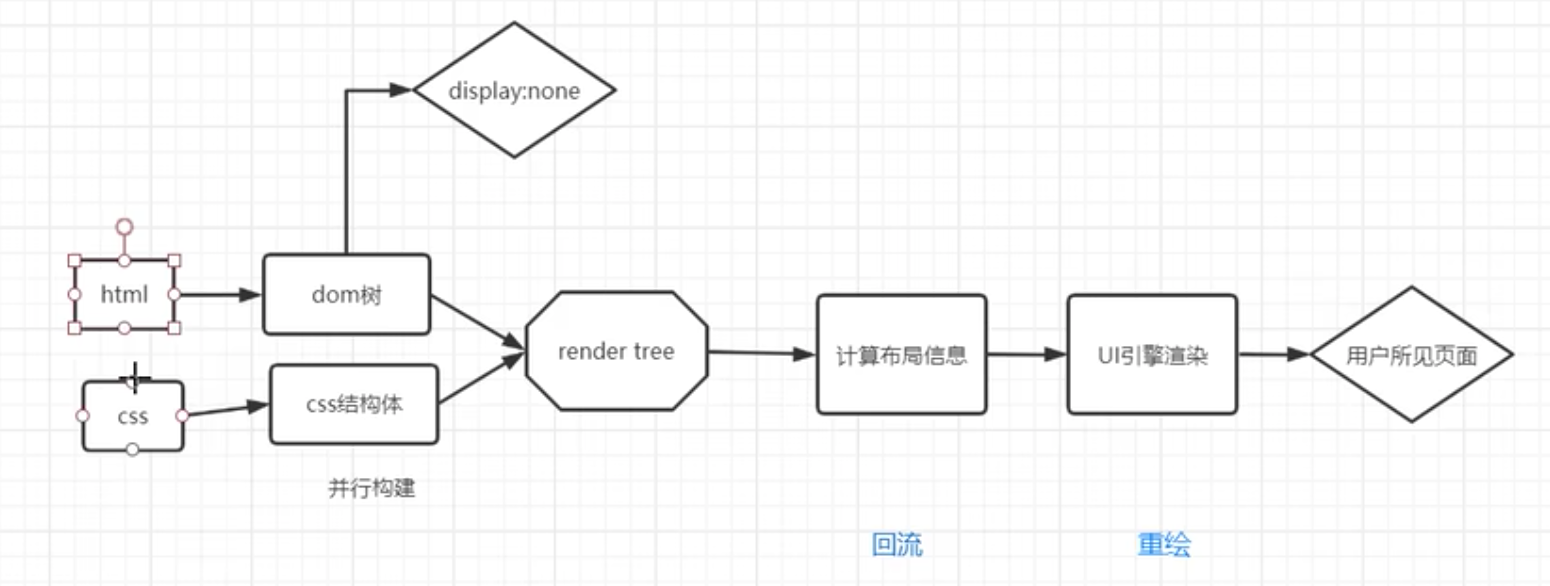 display:none
html
dom树
css
css结构体
render tree
计算布局信息
UI引擎渲染
用户所见页面
并行构建
回流
重绘